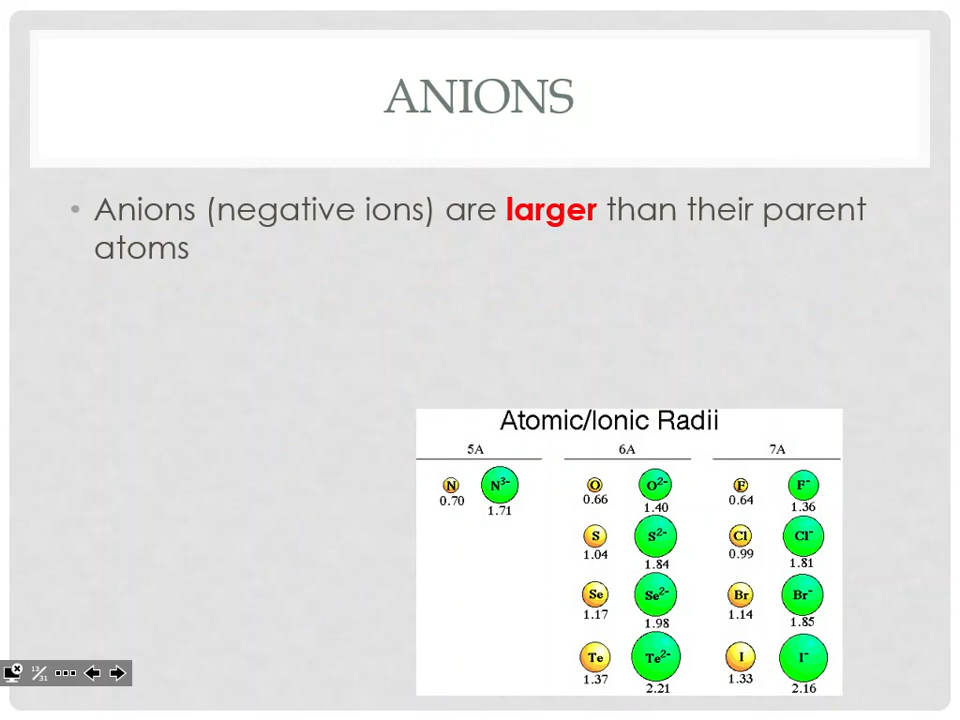 ANIONS
• Anions (negative ions) are larger than their parent
atoms
Atomic/Ionic Radii
5A 6A 7A
N N3- O O2- F F-
0.70 1.71 0.66 1.40 0.64 1.36
S S2- Cl Cl-
1.04 1.84 0.99 1.81
Se Se2- Br Br-
1.17 1.98 1.14 1.85
Te Te2- I I-
1.37 2.21 1.33 2.16
13/31